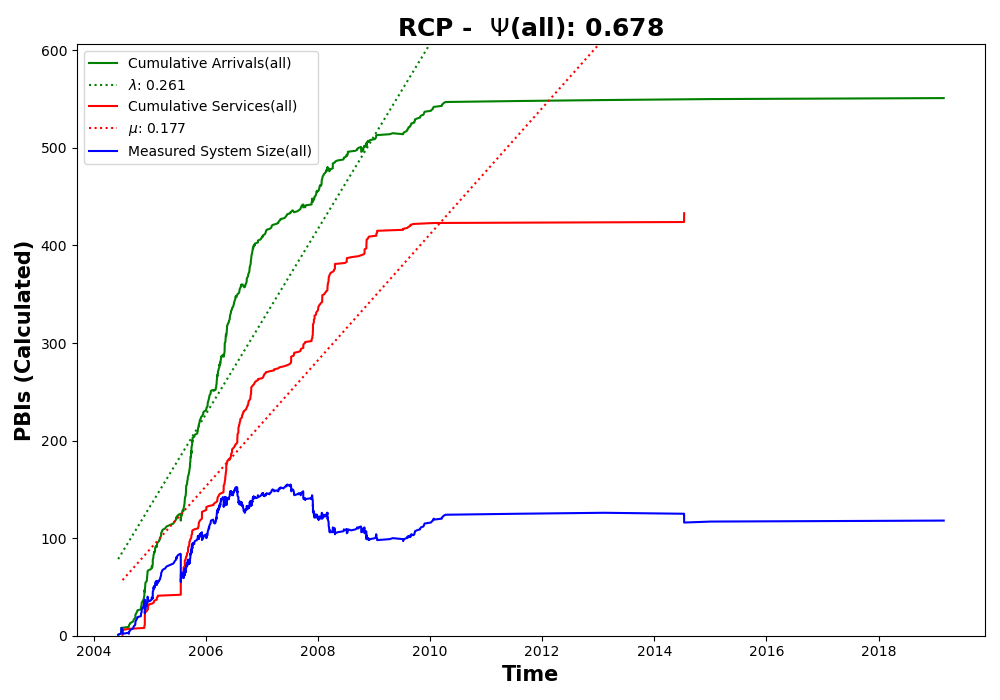 RCP - Ψ(all): 0.678
Cumulative Arrivals(all)
λ: 0.261
Cumulative Services(all)
μ: 0.177
Measured System Size(all)
PBIs (Calculated)
600
500
400
300
200
100
0
2004 2006 2008 2010 2012 2014 2016 2018
Time